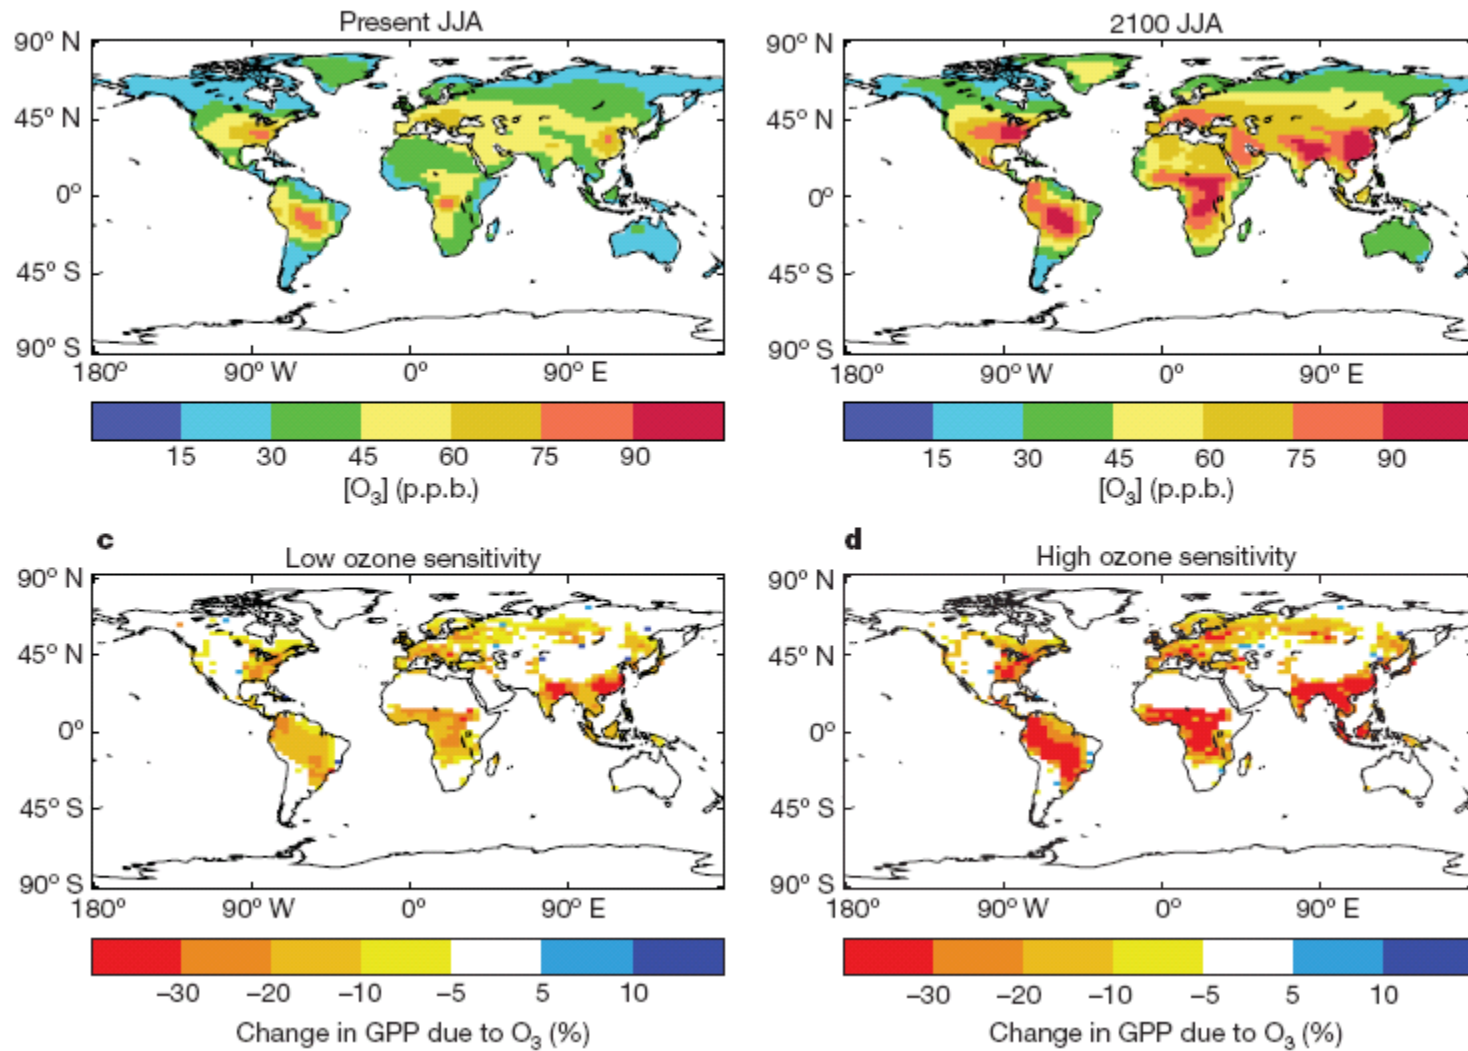 Present JJA
90° N
45° N
0°
45° S
90° S
180° 90° W 0° 90° E
15 30 45 60 75 90
[O3] (p.p.b.)
2100 JJA
90° N
45° N
0°
45° S
90° S
180° 90° W 0° 90° E
15 30 45 60 75 90
[O3] (p.p.b.)
c
Low ozone sensitivity
90° N
45° N
0°
45° S
90° S
180° 90° W 0° 90° E
–30 –20 –10 –5 5 10
Change in GPP due to O3 (%)
d
High ozone sensitivity
90° N
45° N
0°
45° S
90° S
180° 90° W 0° 90° E
–30 –20 –10 –5 5 10
Change in GPP due to O3 (%)